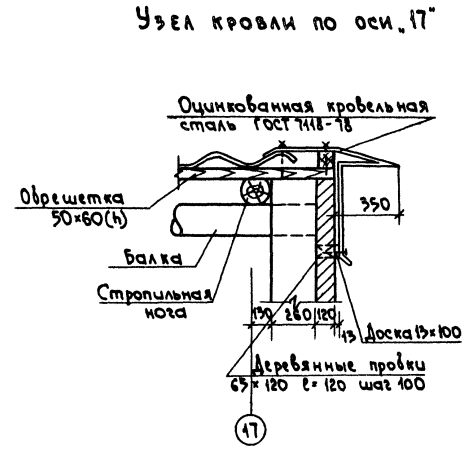 Узел кровли по оси „17"
Оцинкованная кровельная
сталь ГОСТ 7118-78
Обрешетка
50×60(h)
350
Балка
Стропильная
нога
130 260 120
13
Доска 13×100
Деревянные пробки
65×120 ℓ=120 шаг 100
17